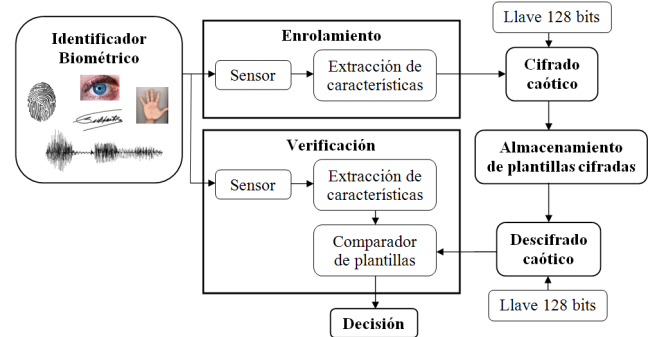 Identificador
Biométrico
Enrolamiento
Sensor
Extracción de
características
Llave 128 bits
Cifrado
caótico
Almacenamiento
de plantillas cifradas
Verificación
Sensor
Extracción de
características
Comparador
de plantillas
Descifrado
caótico
Llave 128 bits
Decisión